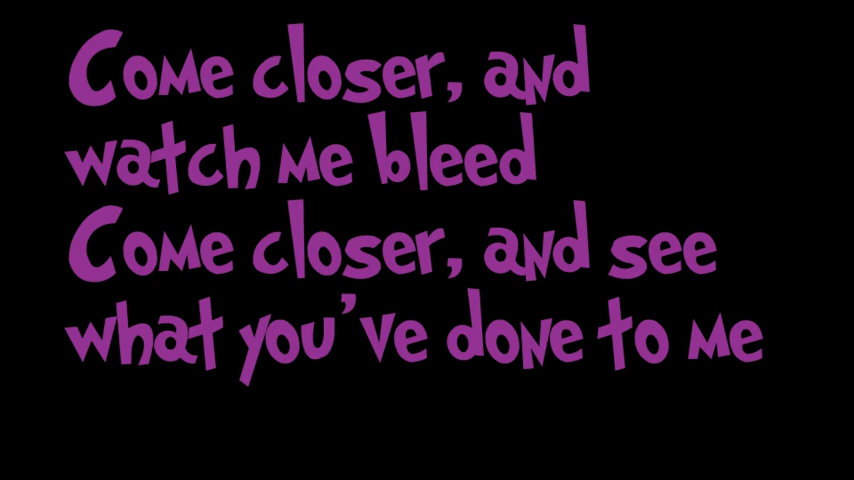 Come closer, and
watch me bleed
Come closer, and see
what you've done to me